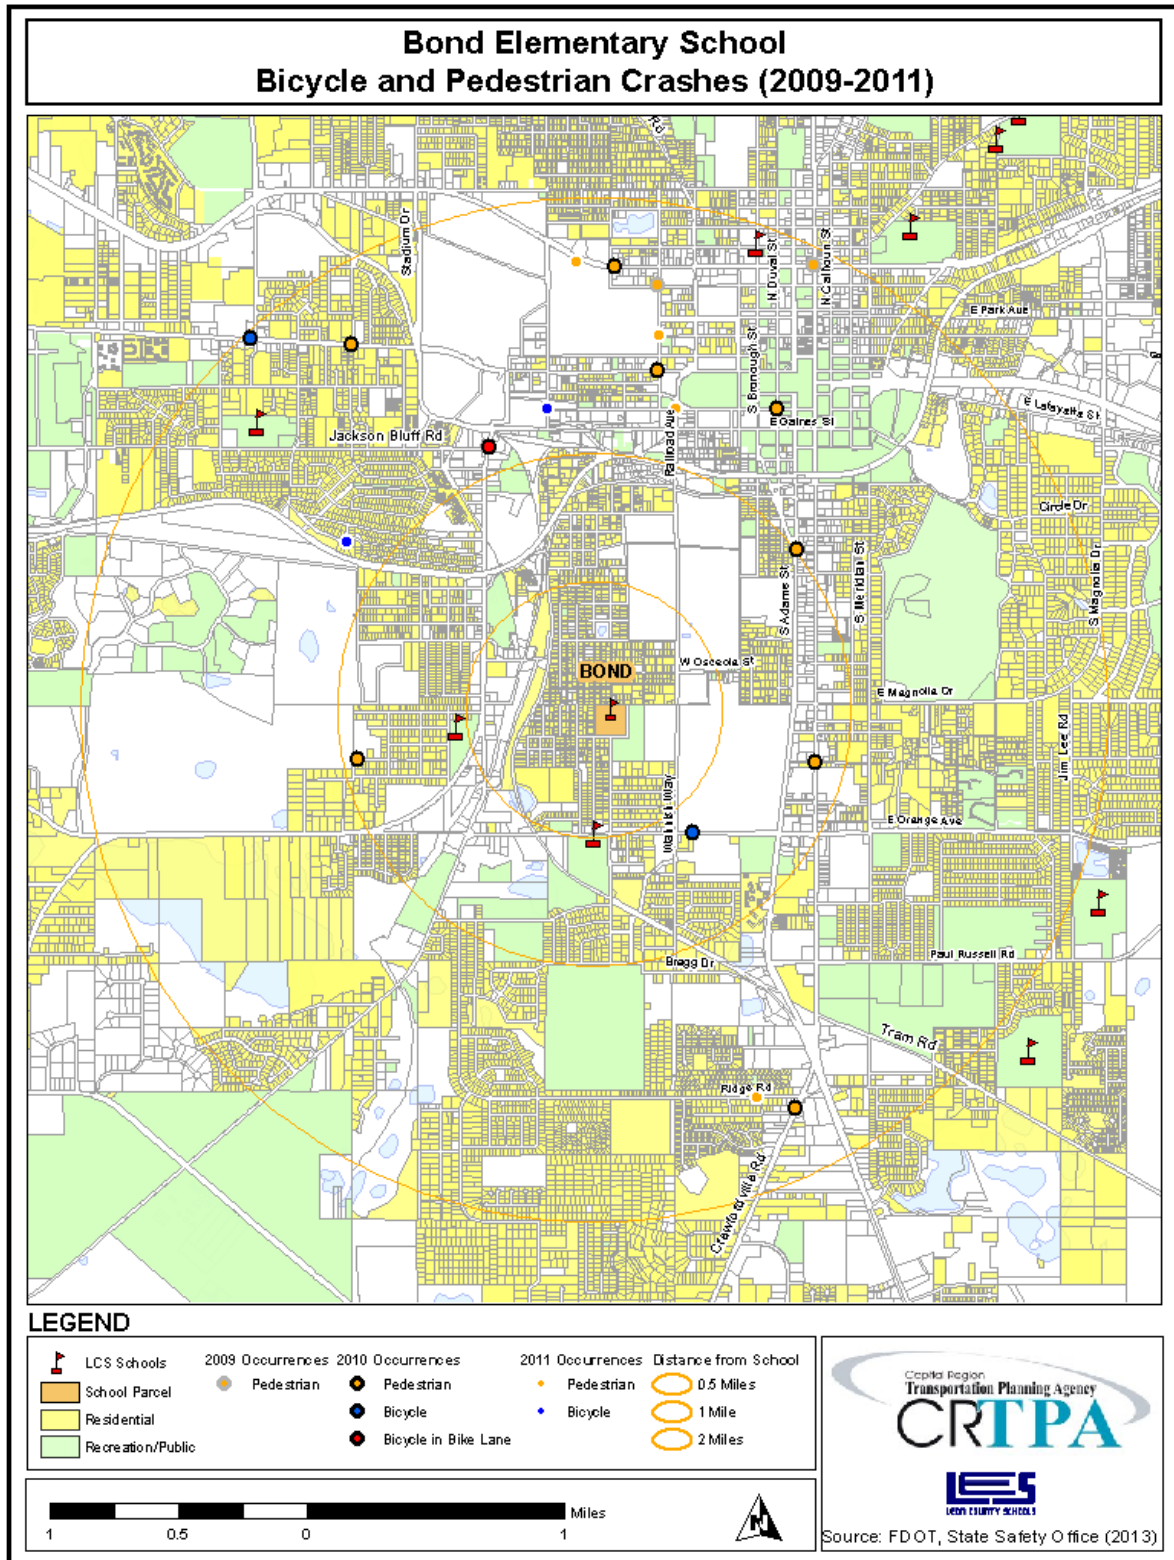 Bond Elementary School
Bicycle and Pedestrian Crashes (2009-2011)
Rd
Stadium Dr
N Duval St
N Calhoun St
E Park Ave
S Bronough St
E Lafayette St
E Gaines St
Jackson Bluff Rd
Railroad Ave
Circle Dr
S Magnolia Dr
S Adams St
S Meridian St
W Osceola St
BOND
E Magnolia Dr
Jim Lee Rd
Wahnish Way
E Orange Ave
Paul Russell Rd
Bragg Dr
Tram Rd
Ridge Rd
Crawfordville Rd
LEGEND
LCS Schools
School Parcel
Residential
Recreation/Public
2009 Occurrences
Pedestrian
2010 Occurrences
Pedestrian
Bicycle
Bicycle in Bike Lane
2011 Occurrences
Pedestrian
Bicycle
Distance from School
0.5 Miles
1 Mile
2 Miles
Miles
1 0.5 0 1
N
Capital Region
Transportation Planning Agency
CRTPA
LCS
LEON COUNTY SCHOOLS
Source: FDOT, State Safety Office (2013)